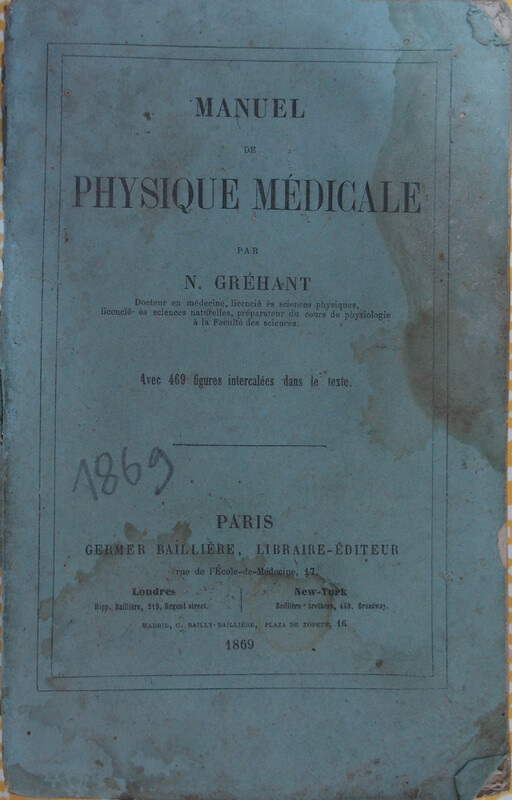 MANUEL
DE
PHYSIQUE MÉDICALE
PAR
N. GRÉHANT
Docteur en médecine, licencié ès sciences physiques,
licencié ès sciences naturelles, préparateur du cours de physiologie
à la Faculté des sciences.
Avec 469 figures intercalées dans le texte.
1869
PARIS
GERMER BAILLIÈRE, LIBRAIRE-ÉDITEUR
rue de l'École-de-Médecine, 17.
Londres
Hipp. Baillière, 219, Regent street.
New-York
Baillière brothers, 440, Broadway.
MADRID, C. BAILLY-BAILLIÈRE, PLAZA DE TOPETE, 16
1869